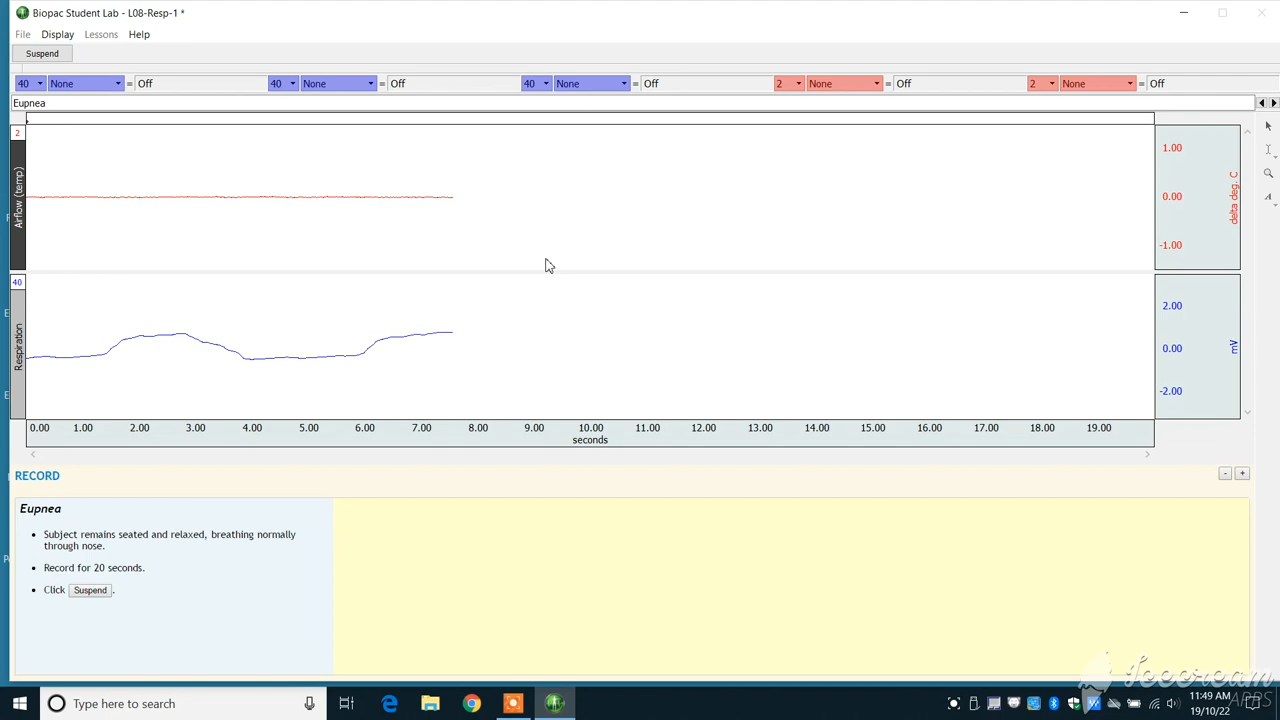 Biopac Student Lab - L08-Resp-1 *
File Display Lessons Help
Suspend
40 None = Off 40 None = Off 40 None = Off 2 None = Off 2 None = Off
Eupnea
2
Airflow (temp)
1.00
0.00
-1.00
delta deg. C
40
Respiration
2.00
0.00
-2.00
mV
0.00 1.00 2.00 3.00 4.00 5.00 6.00 7.00 8.00 9.00 10.00 11.00 12.00 13.00 14.00 15.00 16.00 17.00 18.00 19.00
seconds
RECORD
- +
Eupnea
• Subject remains seated and relaxed, breathing normally
through nose.
• Record for 20 seconds.
• Click Suspend.
Icecream
APPS
Type here to search
11:49 AM
19/10/22